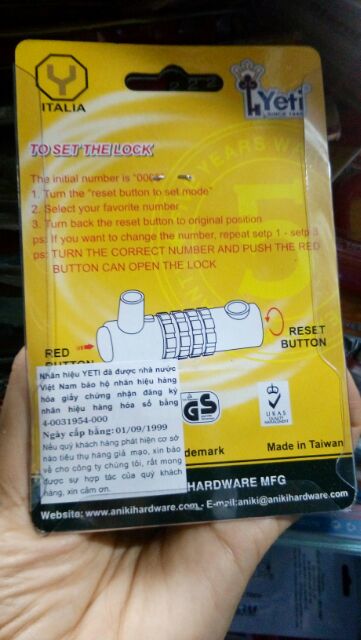 ITALIA
Yeti
SINCE
TO SET THE LOCK
The initial number is "000
1. Turn the "reset button to set mode"
2. Select your favorite number
3. Turn back the reset button to original position
ps: If you want to change the number, repeat setp 1 - setp 3
ps: TURN THE CORRECT NUMBER AND PUSH THE RED
BUTTON CAN OPEN THE LOCK
YEARS
5
RED
BU
RESET
BUTTON
Nhãn hiệu YETI đã được nhà nước
Việt Nam bảo hộ nhãn hiệu hàng
hóa giấy chứng nhận đăng ký
nhãn hiệu hàng hóa số bằng
4-0031954-000
Ngày cấp bằng: 01/09/1999
Nếu quý khách hàng phát hiện cơ sở
nào tiêu thụ hàng giả mạo, xin báo
về cho công ty chúng tôi, rất mong
được sự hợp tác của quý khách
hàng, xin cảm ơn.
GS
UKAS
demark
Made in Taiwan
HARDWARE MFG
Website: www.anikihardware.com - E-mail:aniki@anikihardware.com